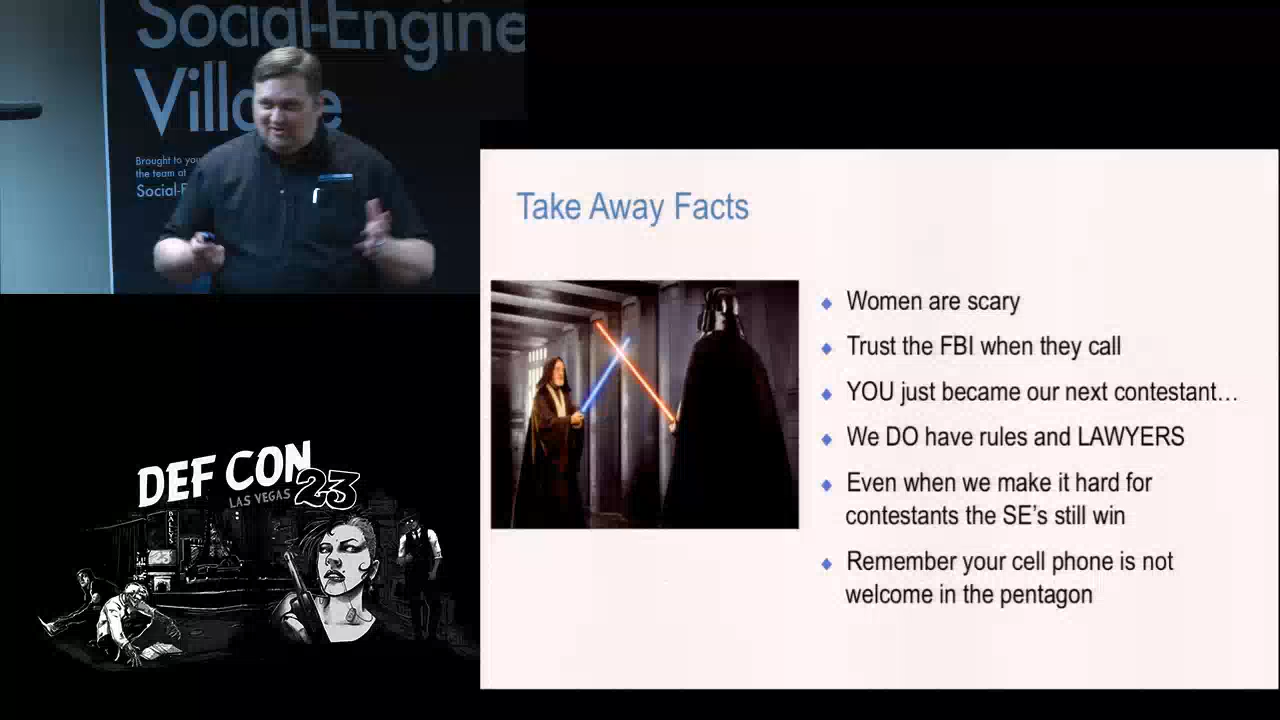 Social-Engine
Village
Brought to you
the team at
Social-E
Take Away Facts
Women are scary
Trust the FBI when they call
YOU just became our next contestant…
We DO have rules and LAWYERS
Even when we make it hard for
contestants the SE's still win
Remember your cell phone is not
welcome in the pentagon
DEF CON
LAS VEGAS 23
BALLY'S